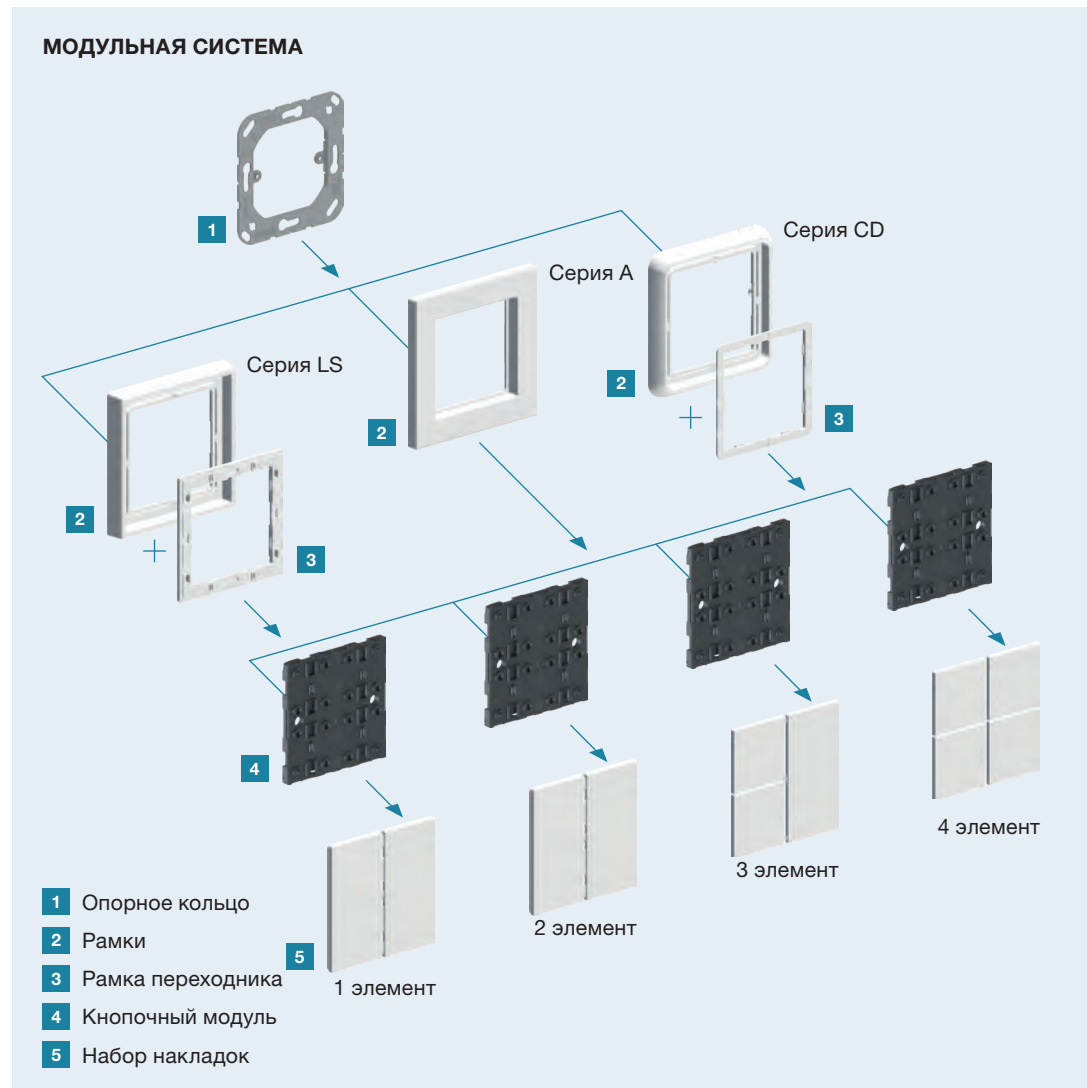 МОДУЛЬНАЯ СИСТЕМА
1
Серия CD
Серия A
Серия LS
2
3
2
2
3
4
4 элемент
3 элемент
2 элемент
5
1 элемент
1 Опорное кольцо
2 Рамки
3 Рамка переходника
4 Кнопочный модуль
5 Набор накладок